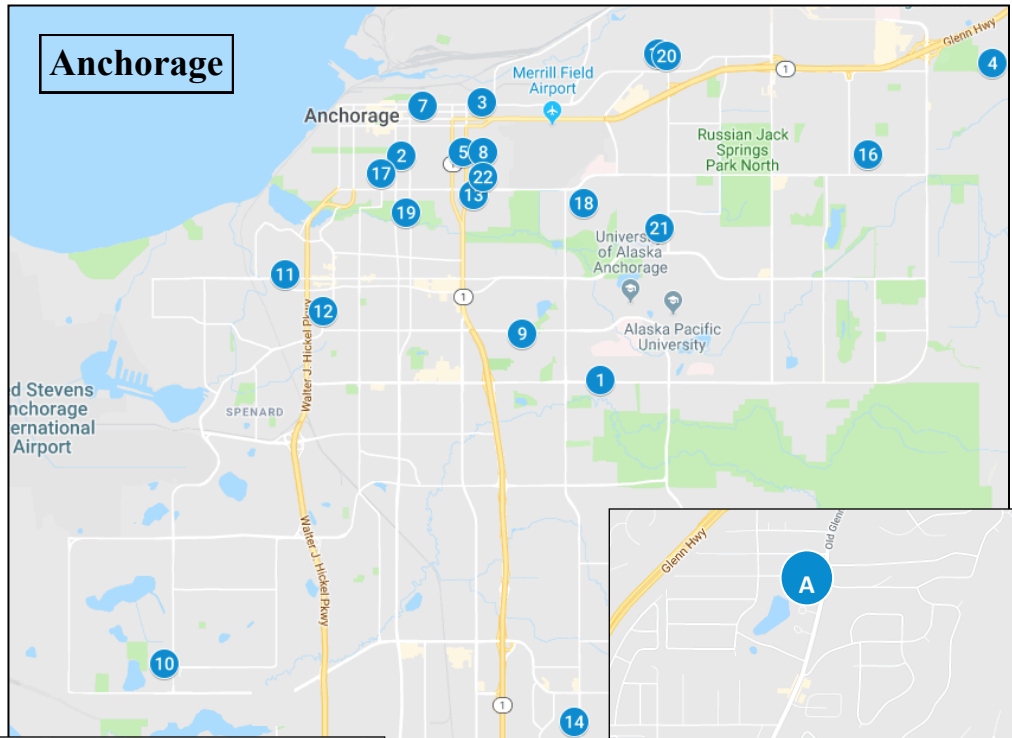 Anchorage
Glenn Hwy
1
20
4
Merrill Field
Airport
7
3
Anchorage
Russian Jack
Springs
Park North
16
5
8
2
17
22
13
18
19
21
University
of Alaska
Anchorage
11
1
12
Alaska Pacific
University
9
1
Walter J. Hickel Pkwy
ed Stevens
nchorage
ernational
Airport
SPENARD
Walter J. Hickel Pkwy
10
1
14
Glenn Hwy
Old Glenn
A